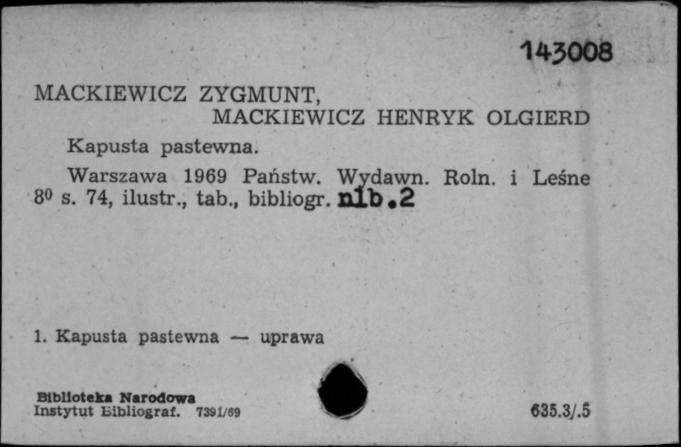 143008
MACKIEWICZ ZYGMUNT,
MACKIEWICZ HENRYK OLGIERD
Kapusta pastewna.
Warszawa 1969 Państw. Wydawn. Roln. i Leśne
8⁰ s. 74, ilustr., tab., bibliogr. nlb.2
1. Kapusta pastewna — uprawa
Biblioteka Narodowa
Instytut Bibliograf. 7391/69
635.3/.5